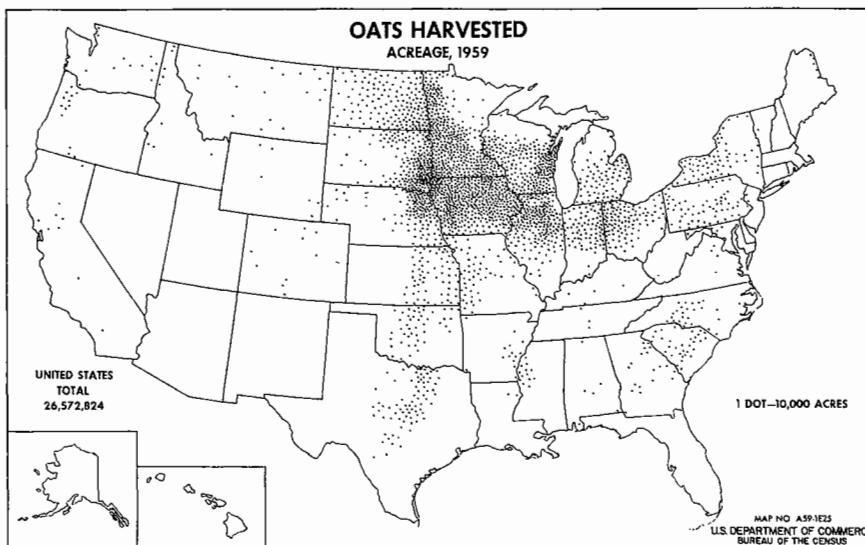 OATS HARVESTED
ACREAGE, 1959
UNITED STATES
TOTAL
26,572,824
1 DOT—10,000 ACRES
MAP NO A59-1E25
U.S. DEPARTMENT OF COMMERC
BUREAU OF THE CENSUS